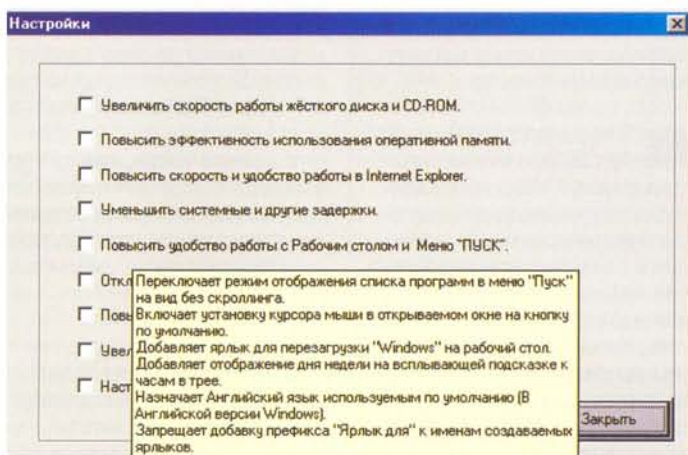 Настройки
Увеличить скорость работы жёсткого диска и CD-ROM.
Повысить эффективность использования оперативной памяти.
Повысить скорость и удобство работы в Internet Explorer.
Уменьшить системные и другие задержки.
Повысить удобство работы с Рабочим столом и Меню "ПУСК".
Откл
Повы
Увел
Наст
Переключает режим отображения списка программ в меню "Пуск"
на вид без скроллинга.
Включает установку курсора мыши в открываемом окне на кнопку
по умолчанию.
Добавляет ярлык для перезагрузки "Windows" на рабочий стол.
Добавляет отображение дня недели на всплывающей подсказке к
часам в трее.
Назначает Английский язык используемым по умолчанию (В
Английской версии Windows).
Запрещает добавку префикса "Ярлык для" к именам создаваемых
ярлыков.
Закрыть